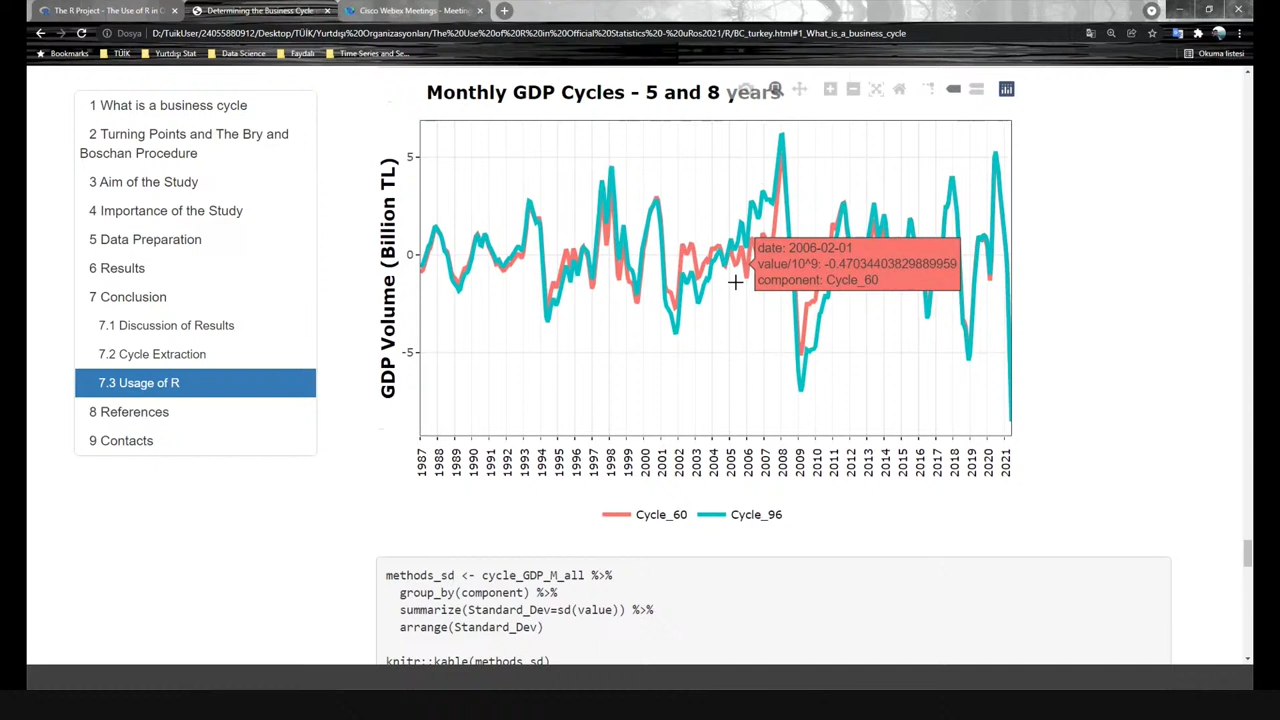 The R Project - The Use of R in O
Determining the Business Cycle
Cisco Webex Meetings - Meetin
Dosya
D:/TuikUser/24055880912/Desktop/TÜİK/Yurtdışı%20Organizasyonları/The%20Use%20of%20R%20in%20Official%20Statistics%20-%20uRos2021/R/BC_turkey.html#1_What_is_a_business_cycle
Bookmarks
TÜİK
Yurtdışı Stat
Data Science
Faydalı
Time Series and Se...
Okuma listesi
1 What is a business cycle
2 Turning Points and The Bry and
Boschan Procedure
3 Aim of the Study
4 Importance of the Study
5 Data Preparation
6 Results
7 Conclusion
7.1 Discussion of Results
7.2 Cycle Extraction
7.3 Usage of R
8 References
9 Contacts
Monthly GDP Cycles - 5 and 8 years
GDP Volume (Billion TL)
5
0
-5
date: 2006-02-01
value/10^9: -0.47034403829889959
component: Cycle_60
1987 1988 1989 1990 1991 1992 1993 1994 1995 1996 1997 1998 1999 2000 2001 2002 2003 2004 2005 2006 2007 2008 2009 2010 2011 2012 2013 2014 2015 2016 2017 2018 2019 2020 2021
Cycle_60 Cycle_96
methods_sd <- cycle_GDP_M_all %>%
group_by(component) %>%
summarize(Standard_Dev=sd(value)) %>%
arrange(Standard_Dev)
knitr::kable(methods_sd)